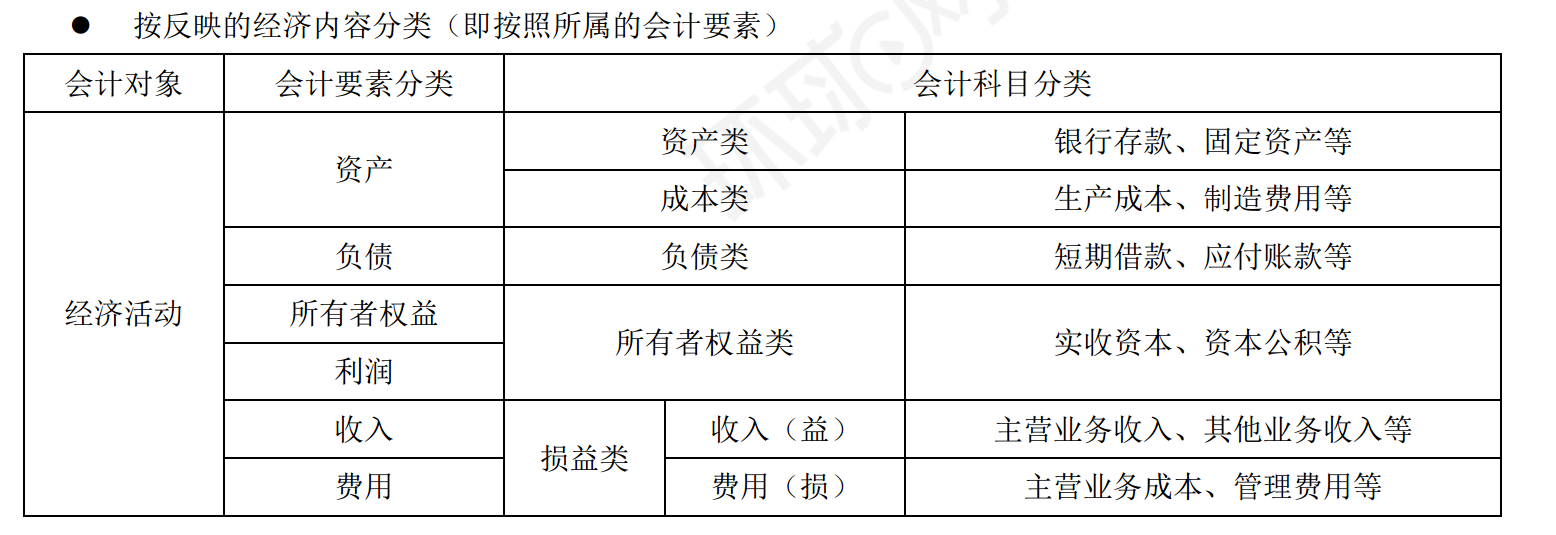 ● 按反映的经济内容分类（即按照所属的会计要素）
会计对象 会计要素分类 会计科目分类
经济活动 资产 资产类 银行存款、固定资产等
成本类 生产成本、制造费用等
负债 负债类 短期借款、应付账款等
所有者权益 所有者权益类 实收资本、资本公积等
利润
收入 损益类 收入（益） 主营业务收入、其他业务收入等
费用 费用（损） 主营业务成本、管理费用等
环球网